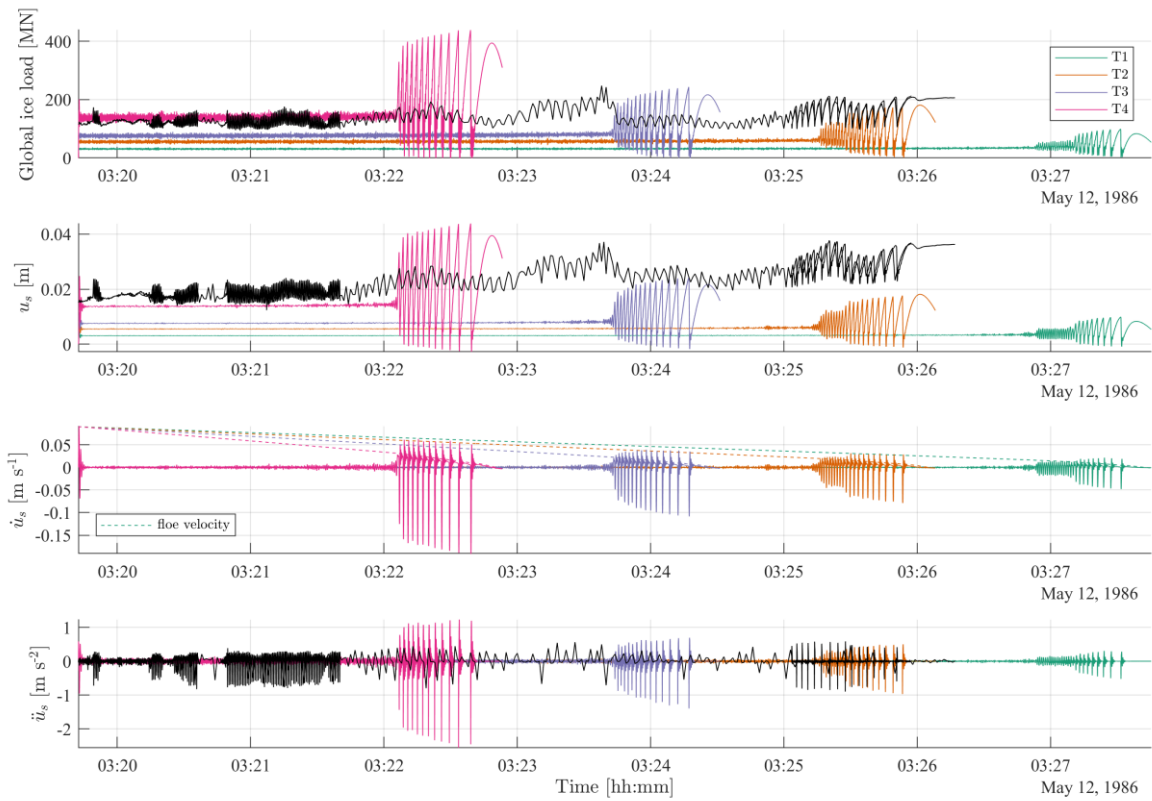 Global ice load [MN]
400
200
0
T1
T2
T3
T4
03:20 03:21 03:22 03:23 03:24 03:25 03:26 03:27
May 12, 1986
u_s [m]
0.04
0.02
0
03:20 03:21 03:22 03:23 03:24 03:25 03:26 03:27
May 12, 1986
u̇_s [m s⁻¹]
0.05
0
-0.05
-0.1
-0.15
floe velocity
03:20 03:21 03:22 03:23 03:24 03:25 03:26 03:27
May 12, 1986
ü_s [m s⁻²]
1
0
-1
-2
03:20 03:21 03:22 03:23 03:24 03:25 03:26 03:27
Time [hh:mm]
May 12, 1986